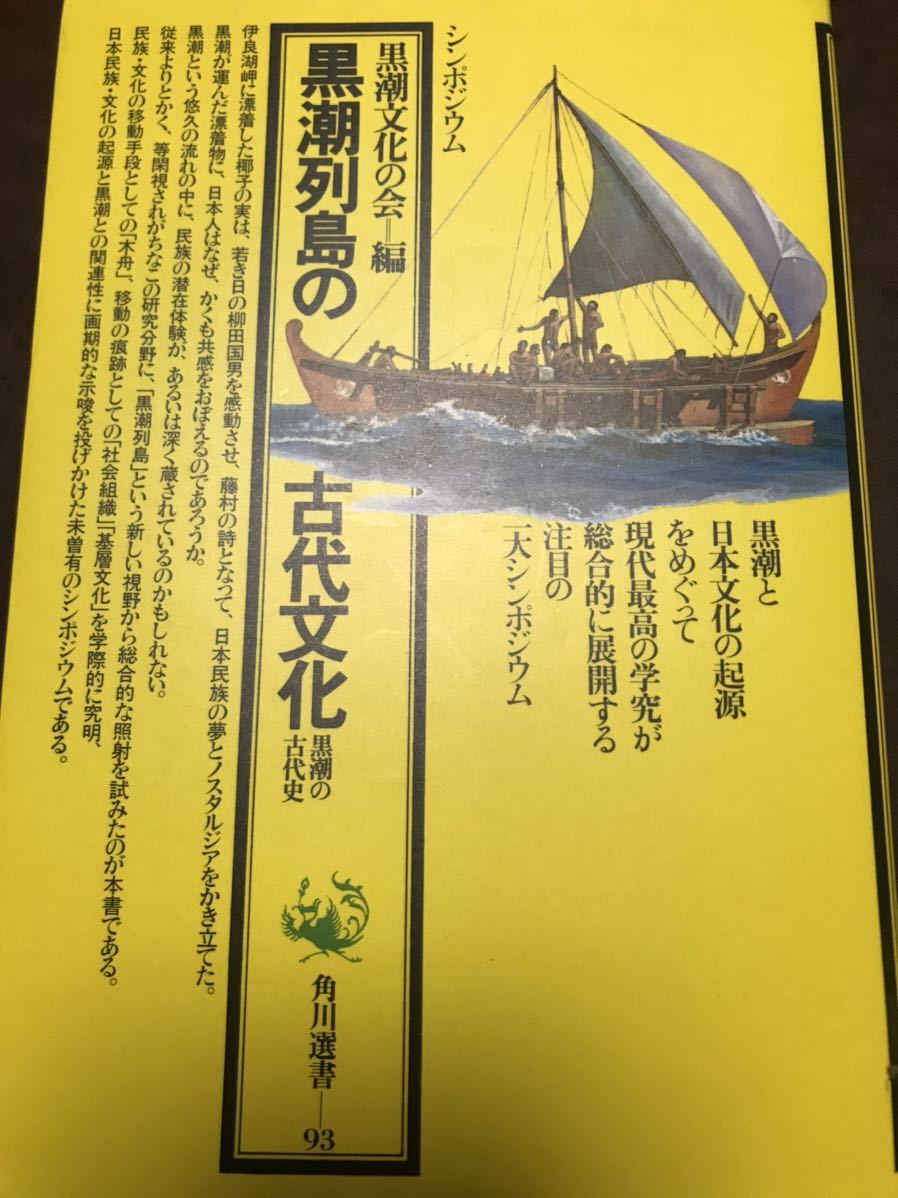 シンポジウム
黒潮と
日本文化の起源
をめぐって
現代最高の学究が
総合的に展開する
注目の
一大シンポジウム
黒潮文化の会=編
黒潮列島の
古代文化
黒潮の
古代史
角川選書—93
伊良湖岬に漂着した椰子の実は、若き日の柳田国男を感動させ、藤村の詩となって、日本民族の夢とノスタルジアをかき立てた。
黒潮が運んだ漂着物に、日本人はなぜ、かくも共感をおぼえるのであろうか。
黒潮という悠久の流れの中に、民族の潜在体験が、あるいは深く蔵されているのかもしれない。
従来よりとかく、等閑視されがちなこの研究分野に、「黒潮列島」という新しい視野から総合的な照射を試みたのが本書である。
民族・文化の移動手段としての「木舟」、移動の痕跡としての「社会組織」「基層文化」を学際的に究明、
日本民族・文化の起源と黒潮との関連性に画期的な示唆を投げかけた未曽有のシンポジウムである。